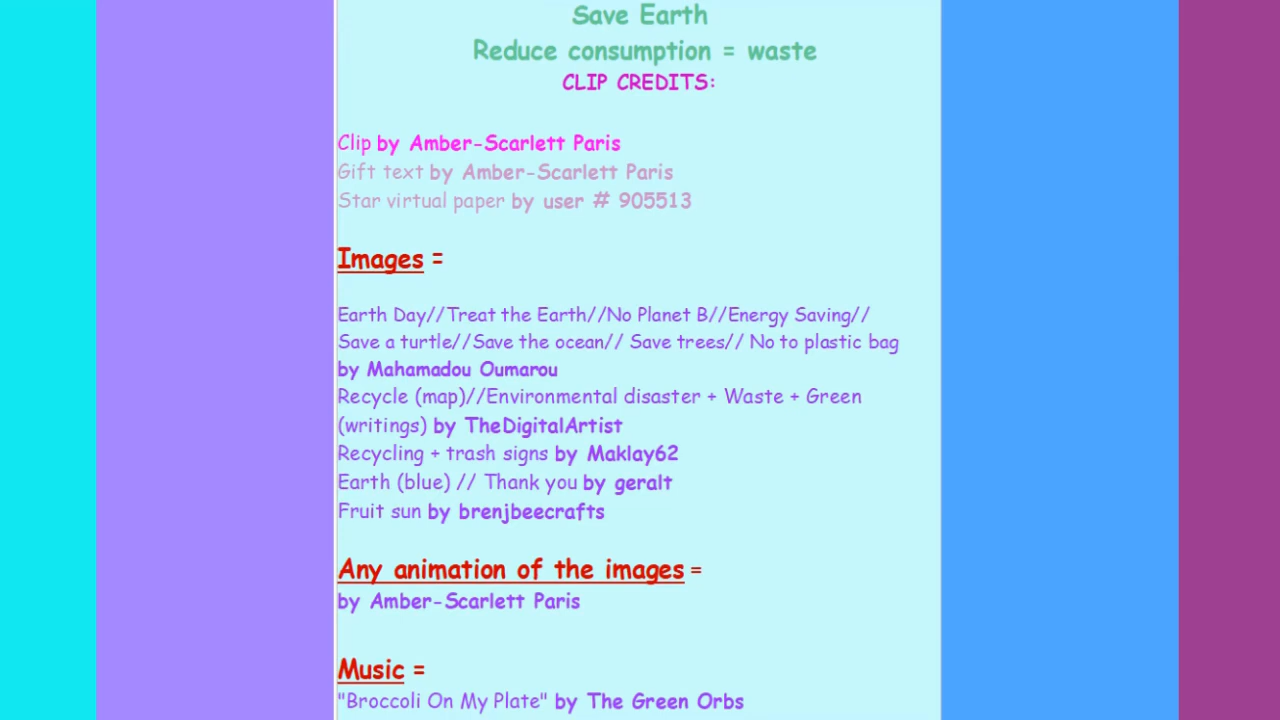 Save Earth
Reduce consumption = waste
CLIP CREDITS:
Clip by Amber-Scarlett Paris
Gift text by Amber-Scarlett Paris
Star virtual paper by user # 905513
Images =
Earth Day//Treat the Earth//No Planet B//Energy Saving//
Save a turtle//Save the ocean// Save trees// No to plastic bag
by Mahamadou Oumarou
Recycle (map)//Environmental disaster + Waste + Green
(writings) by TheDigitalArtist
Recycling + trash signs by Maklay62
Earth (blue) // Thank you by geralt
Fruit sun by brenjbeecrafts
Any animation of the images =
by Amber-Scarlett Paris
Music =
"Broccoli On My Plate" by The Green Orbs